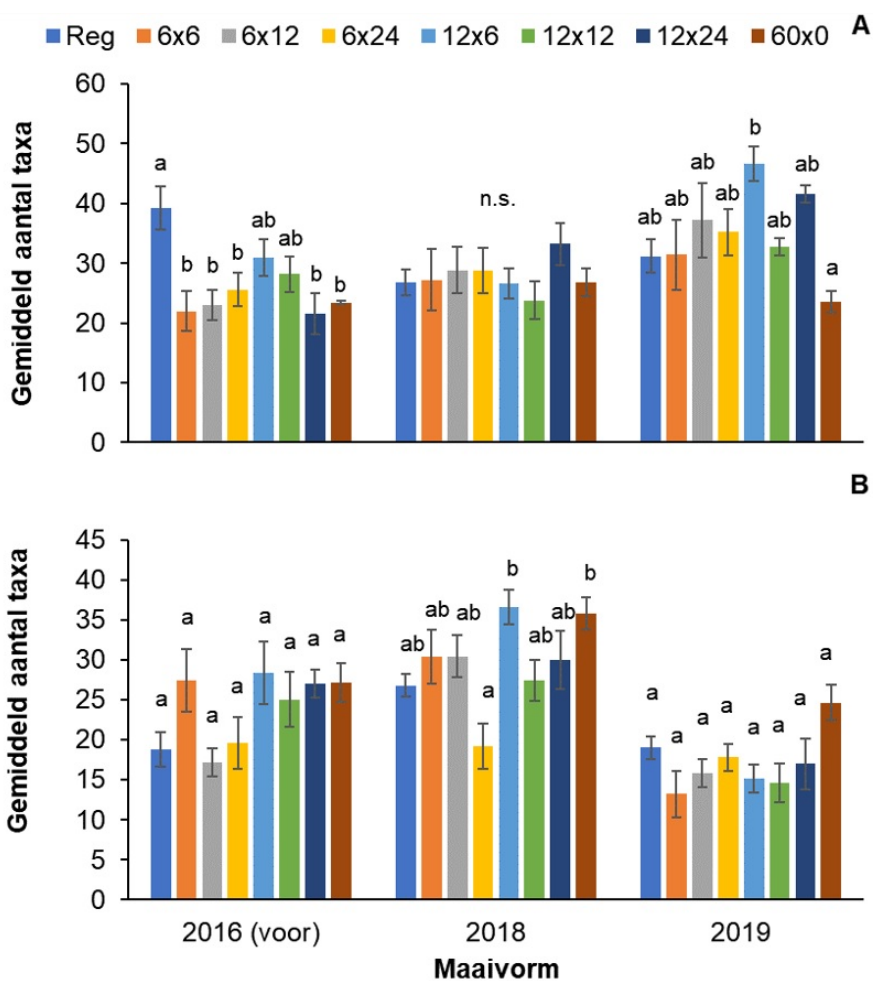 Reg 6x6 6x12 6x24 12x6 12x12 12x24 60x0 A
Gemiddeld aantal taxa
60
50
40
30
20
10
0
a b b b ab ab b b
n.s.
ab ab ab ab b ab ab a
B
Gemiddeld aantal taxa
45
40
35
30
25
20
15
10
5
0
a a a a a a a a
ab ab ab a b ab ab b
a a a a a a a a
2016 (voor) 2018 2019
Maaivorm